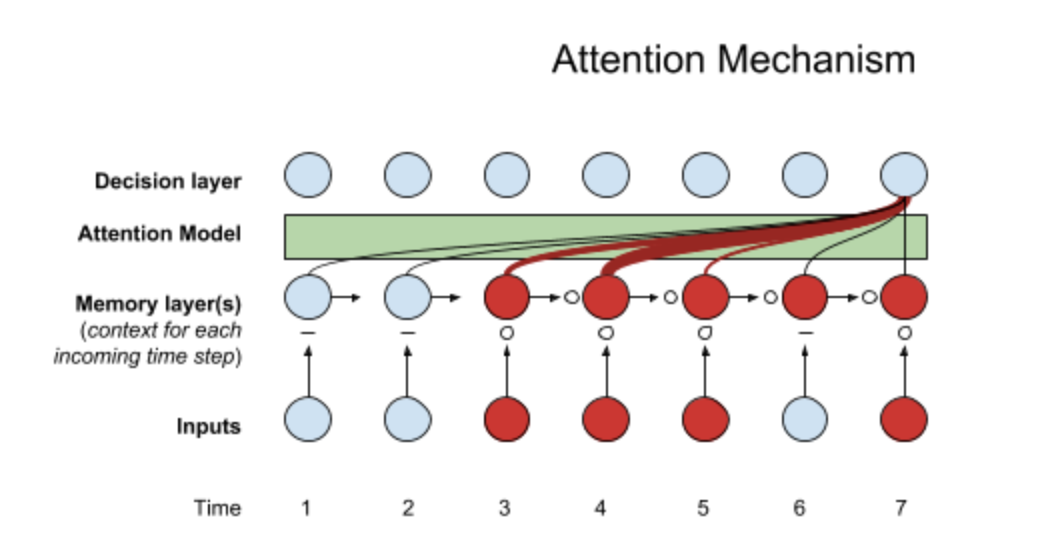 Attention Mechanism
Decision layer
Attention Model
Memory layer(s)
(context for each
incoming time step)
Inputs
Time 1 2 3 4 5 6 7